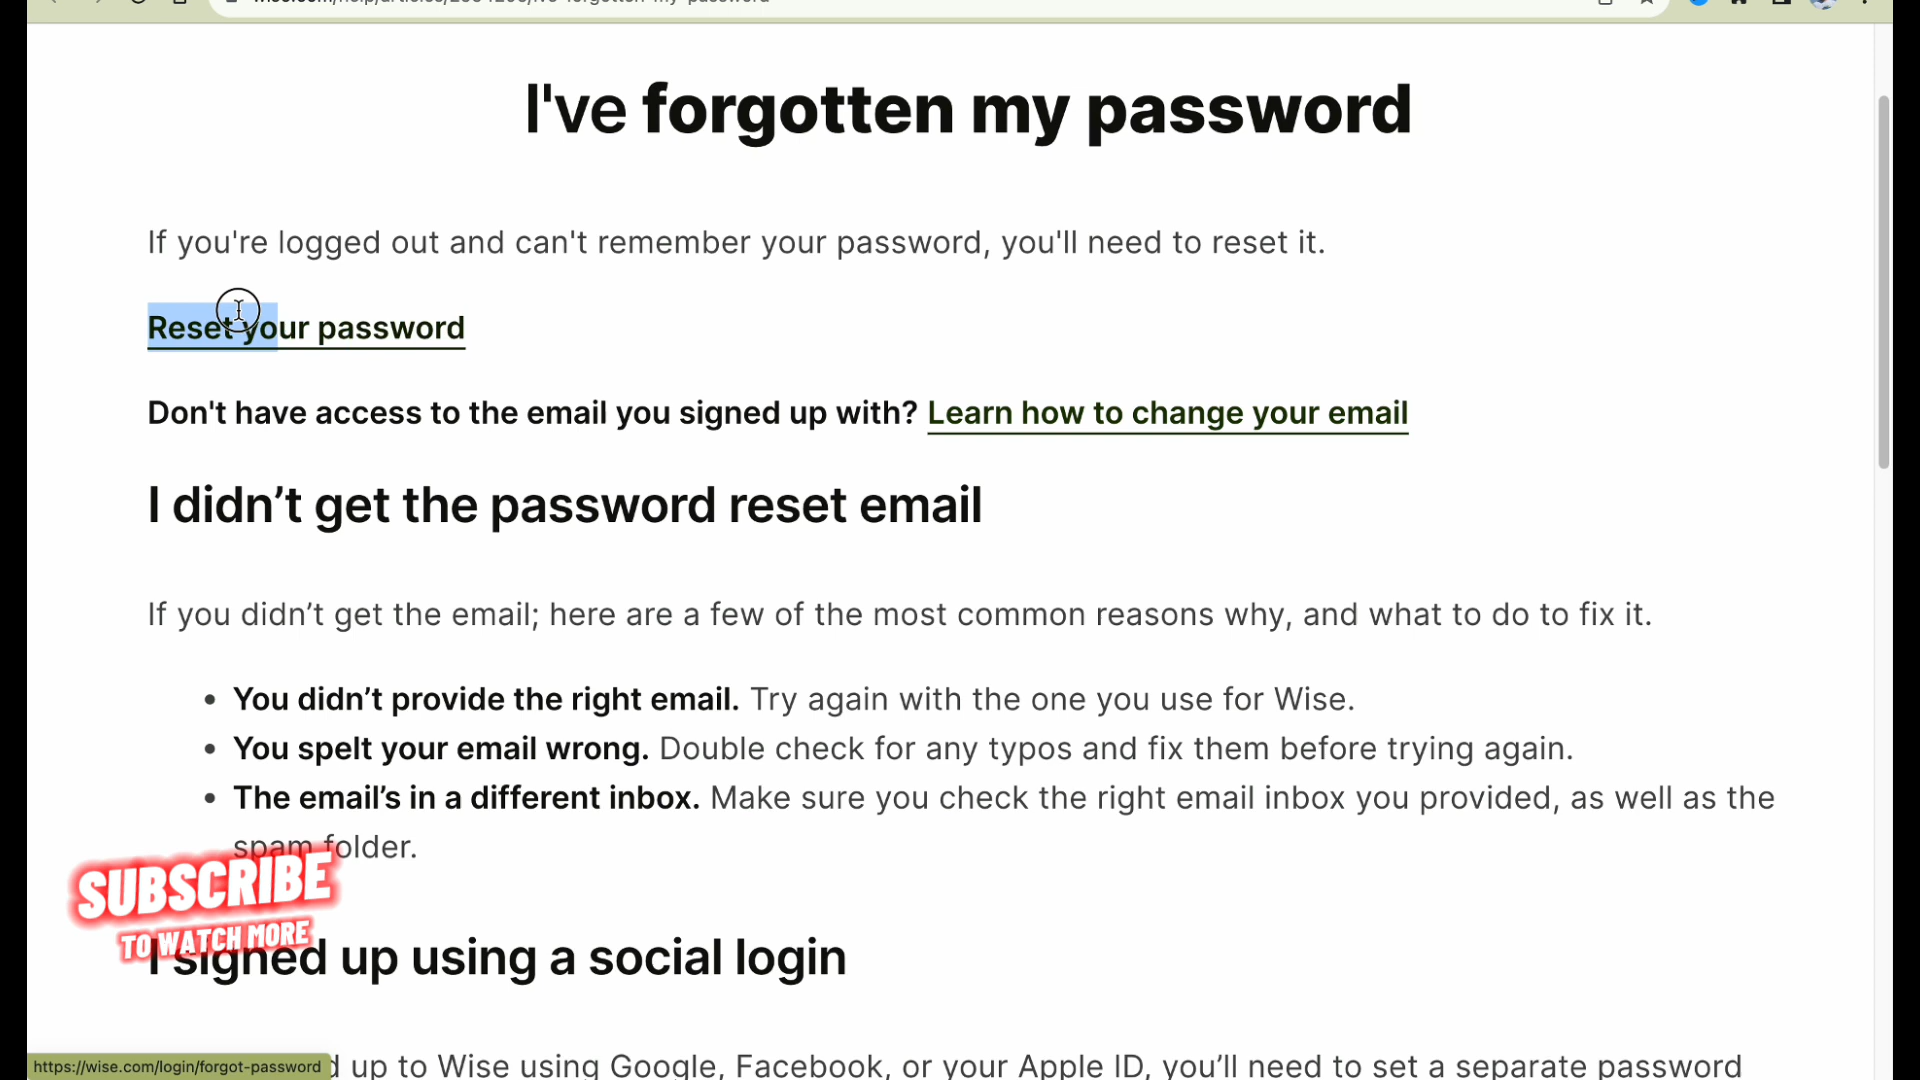 I've forgotten my password
If you're logged out and can't remember your password, you'll need to reset it.
Reset your password
Don't have access to the email you signed up with? Learn how to change your email
I didn’t get the password reset email
If you didn’t get the email; here are a few of the most common reasons why, and what to do to fix it.
• You didn’t provide the right email. Try again with the one you use for Wise.
• You spelt your email wrong. Double check for any typos and fix them before trying again.
• The email’s in a different inbox. Make sure you check the right email inbox you provided, as well as the
spam folder.
SUBSCRIBE
TO WATCH MORE
I signed up using a social login
https://wise.com/login/forgot-password
d up to Wise using Google, Facebook, or your Apple ID, you’ll need to set a separate password